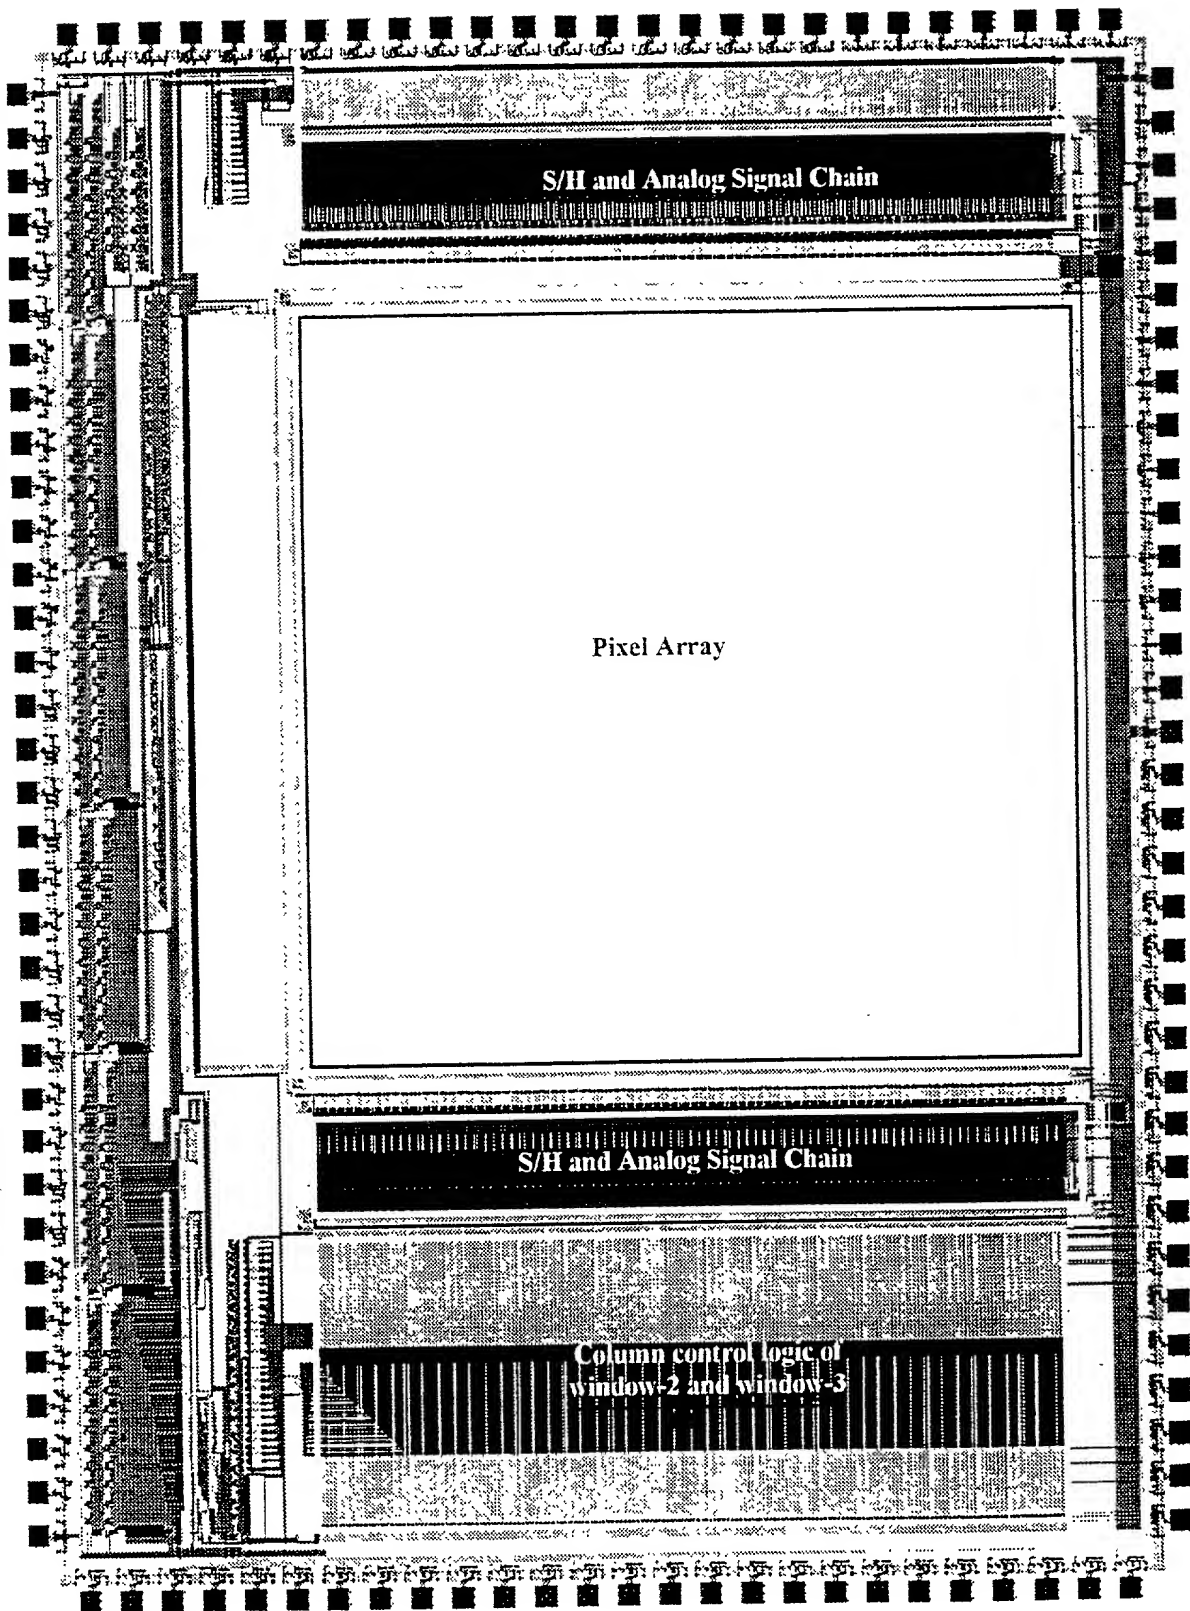 S/H and Analog Signal Chain
Pixel Array
S/H and Analog Signal Chain
Column control logic of
window-2 and window-3